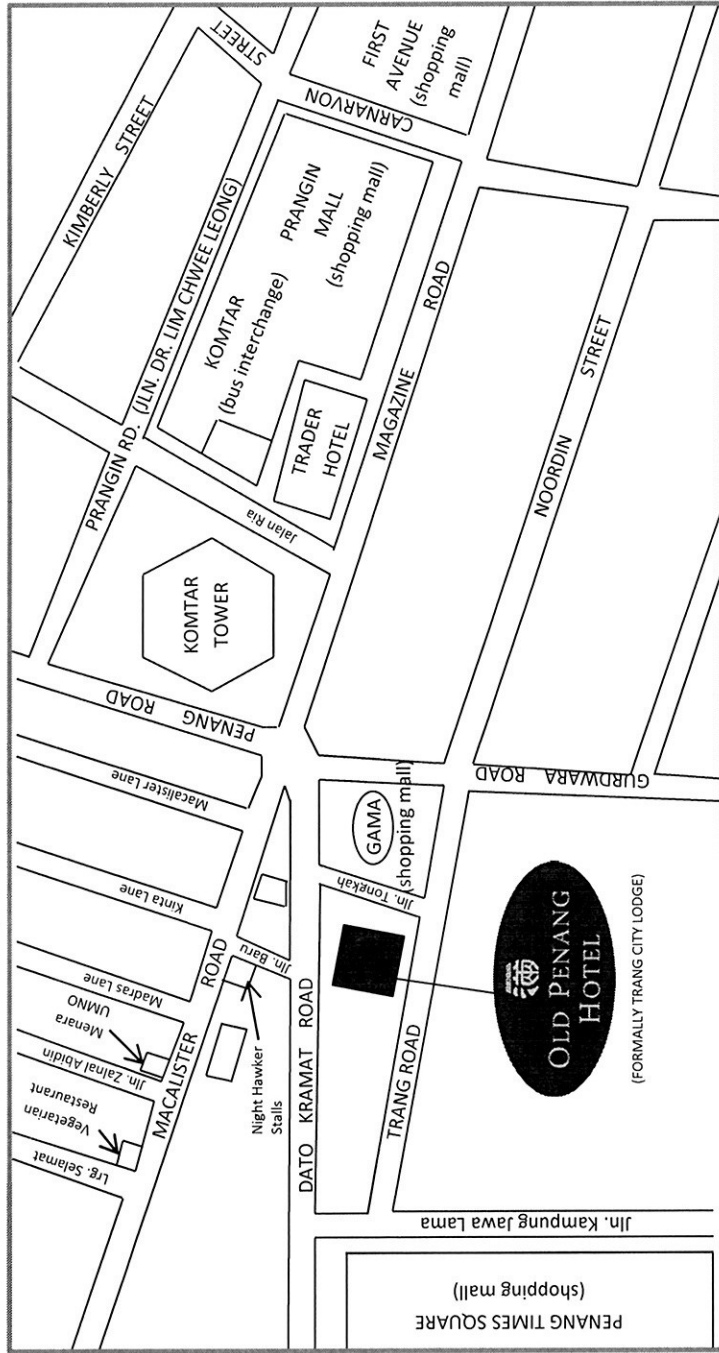 KIMBERLY STREET
STREET
CARNARVON
FIRST
AVENUE
(shopping
mall)
PRANGIN RD. (JLN. DR. LIM CHWEE LEONG)
KOMTAR
(bus interchange)
PRANGIN
MALL
(shopping mall)
TRADER
HOTEL
Jalan Ria
MAGAZINE ROAD
KOMTAR
TOWER
PENANG ROAD
NOORDIN STREET
Macalister Lane
Kinta Lane
Madras Lane
Menara
UMNO
Jln. Zainal Abidin
Vegetarian
Restaurant
Lrg. Selamat
MACALISTER ROAD
Jln. Baru
Night Hawker
Stalls
DATO KRAMAT ROAD
GAMA
(shopping mall)
Jln. Tongkah
GURDWARA ROAD
TRANG ROAD
OLD PENANG
HOTEL
(FORMALLY TRANG CITY LODGE)
Jln. Kampung Jawa Lama
PENANG TIMES SQUARE
(shopping mall)